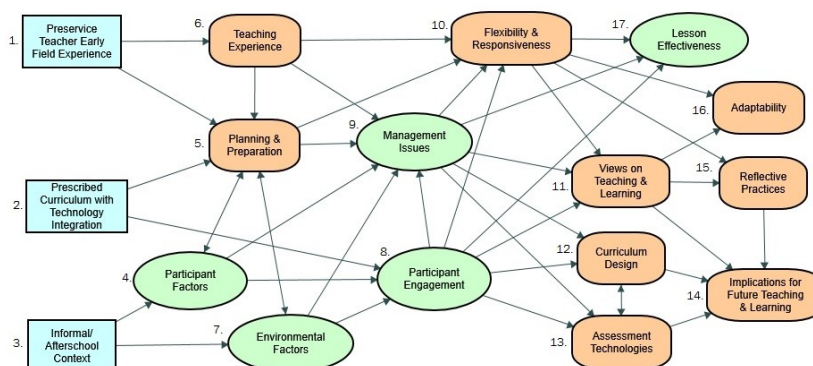 1.
Preservice
Teacher Early
Field Experience
6.
Teaching
Experience
10.
Flexibility &
Responsiveness
17.
Lesson
Effectiveness
5.
Planning &
Preparation
9.
Management
Issues
16.
Adaptability
2.
Prescribed
Curriculum with
Technology
Integration
11.
Views on
Teaching &
Learning
15.
Reflective
Practices
4.
Participant
Factors
8.
Participant
Engagement
12.
Curriculum
Design
14.
Implications for
Future Teaching
& Learning
3.
Informal/
Afterschool
Context
7.
Environmental
Factors
13.
Assessment
Technologies